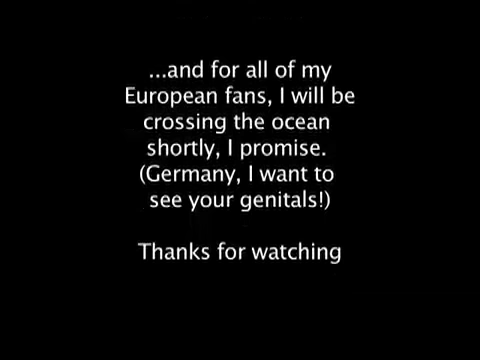 ...and for all of my
European fans, I will be
crossing the ocean
shortly, I promise.
(Germany, I want to
see your genitals!)
Thanks for watching